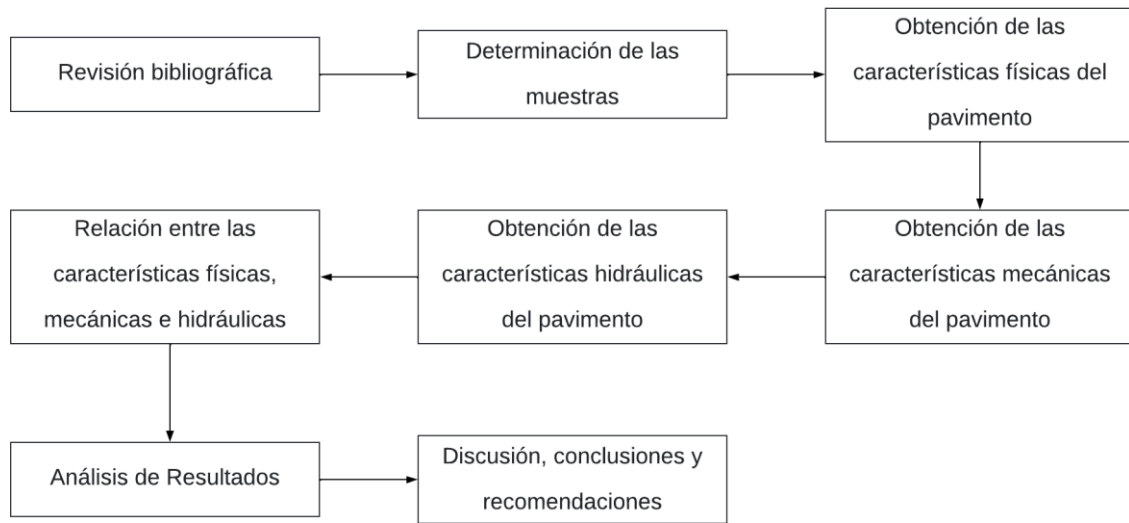 Revisión bibliográfica
Determinación de las
muestras
Obtención de las
características físicas del
pavimento
Obtención de las
características mecánicas
del pavimento
Obtención de las
características hidráulicas
del pavimento
Relación entre las
características físicas,
mecánicas e hidráulicas
Análisis de Resultados
Discusión, conclusiones y
recomendaciones